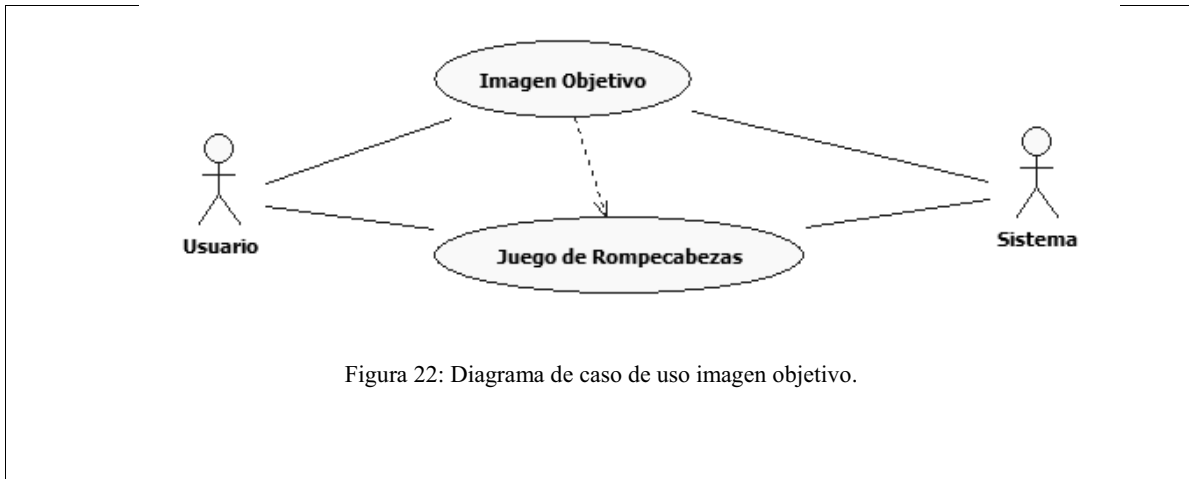 Imagen Objetivo
Usuario
Sistema
Juego de Rompecabezas
Figura 22: Diagrama de caso de uso imagen objetivo.